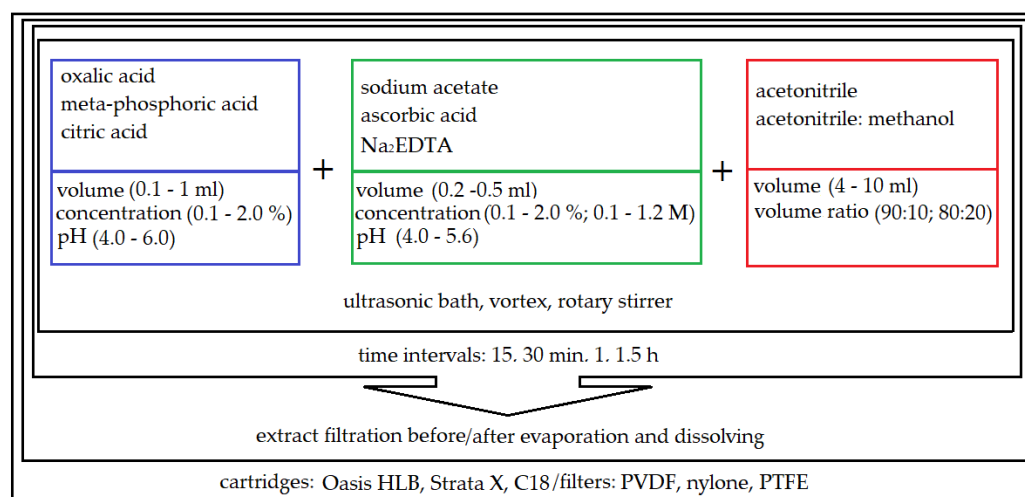 oxalic acid
meta-phosphoric acid
citric acid
volume (0.1 - 1 ml)
concentration (0.1 - 2.0 %)
pH (4.0 - 6.0)
+
sodium acetate
ascorbic acid
Na₂EDTA
volume (0.2 -0.5 ml)
concentration (0.1 - 2.0 %; 0.1 - 1.2 M)
pH (4.0 - 5.6)
+
acetonitrile
acetonitrile: methanol
volume (4 - 10 ml)
volume ratio (90:10; 80:20)
ultrasonic bath, vortex, rotary stirrer
time intervals: 15, 30 min, 1, 1.5 h
extract filtration before/after evaporation and dissolving
cartridges: Oasis HLB, Strata X, C18/filters: PVDF, nylone, PTFE